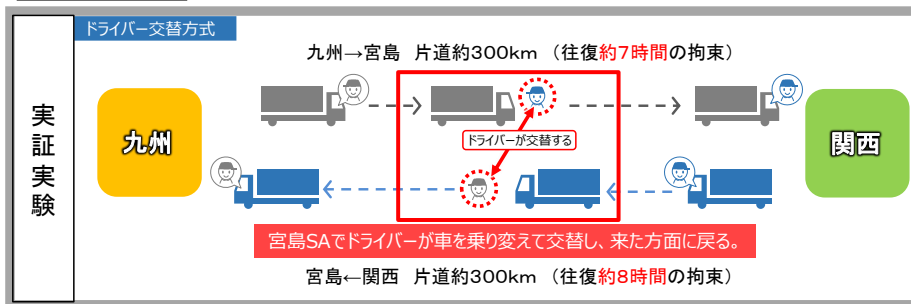 ドライバー交替方式
九州→宮島 片道約300km (往復約7時間の拘束)
実証実験
九州
ドライバーが交替する
関西
宮島SAでドライバーが車を乗り変えて交替し、来た方面に戻る。
宮島←関西 片道約300km (往復約8時間の拘束)